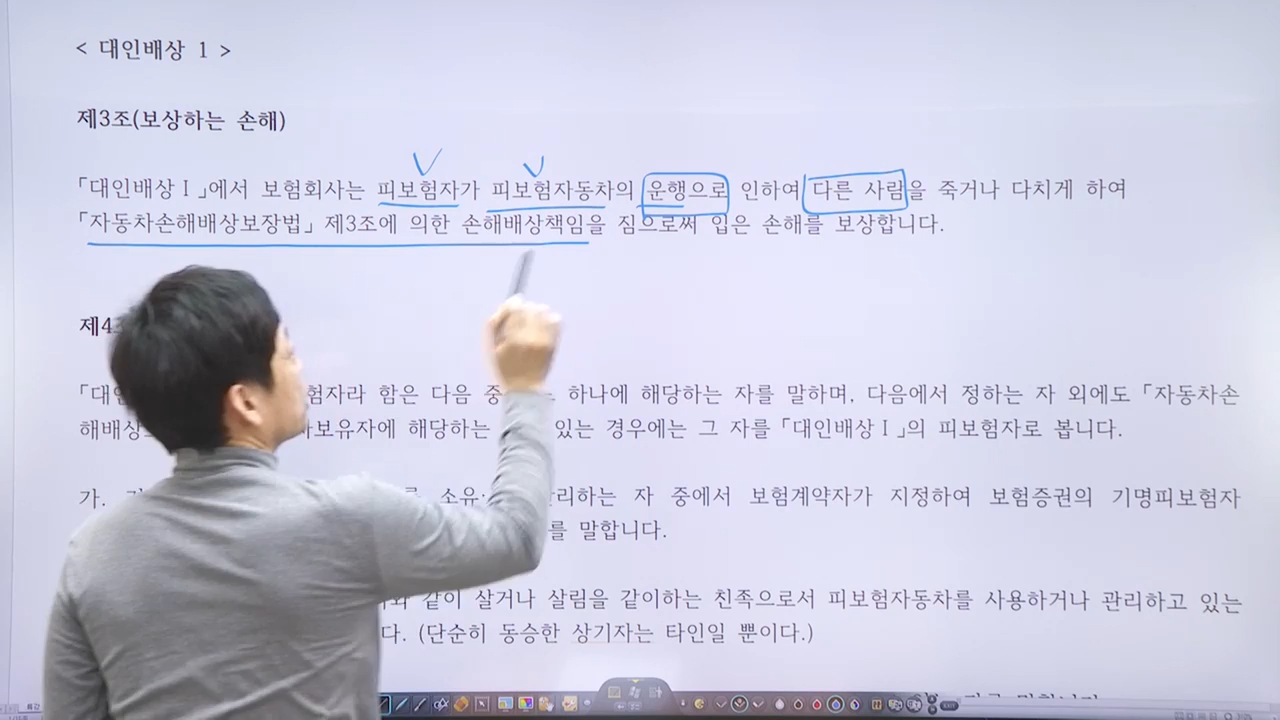 < 대인배상 1 >
제3조(보상하는 손해)
「대인배상Ⅰ」에서 보험회사는 피보험자가 피보험자동차의 운행으로 인하여 다른 사람을 죽거나 다치게 하여
「자동차손해배상보장법」 제3조에 의한 손해배상책임을 짐으로써 입은 손해를 보상합니다.
제4
「대인 험자라 함은 다음 중 하나에 해당하는 자를 말하며, 다음에서 정하는 자 외에도 「자동차손
해배상 보유자에 해당하는 있는 경우에는 그 자를 「대인배상Ⅰ」의 피보험자로 봅니다.
가. 소유 리하는 자 중에서 보험계약자가 지정하여 보험증권의 기명피보험자
를 말합니다.
같이 살거나 살림을 같이하는 친족으로서 피보험자동차를 사용하거나 관리하고 있는
다. (단순히 동승한 상기자는 타인일 뿐이다.)